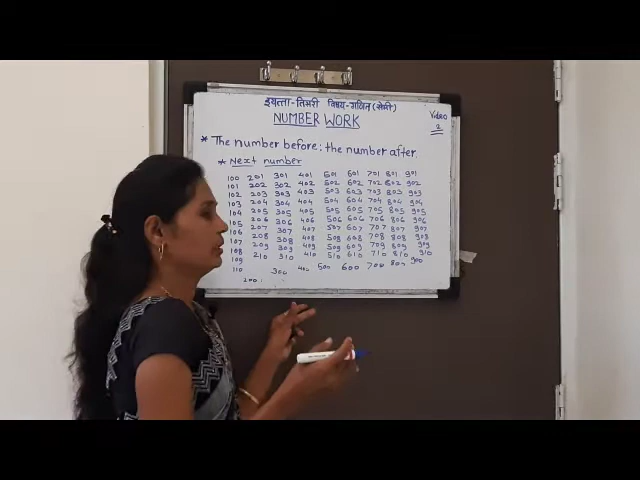 इयत्ता-तिसरी विषय-गणित(सेमी)
NUMBER WORK
Video 2
* The number before : the number after.
* Next number
100 201 301 401 501 601 701 801 901
101 202 302 402 502 602 702 802 902
102 203 303 403 503 603 703 803 903
103 204 304 404 504 604 704 804 904
104 205 305 405 505 605 705 805 905
105 206 306 406 506 606 706 806 906
106 207 307 407 507 607 707 807 907
107 208 308 408 508 608 708 808 908
108 209 309 409 509 609 709 809 909
109 210 310 410 510 610 710 810 910
110 200 300 400 500 600 700 800 900